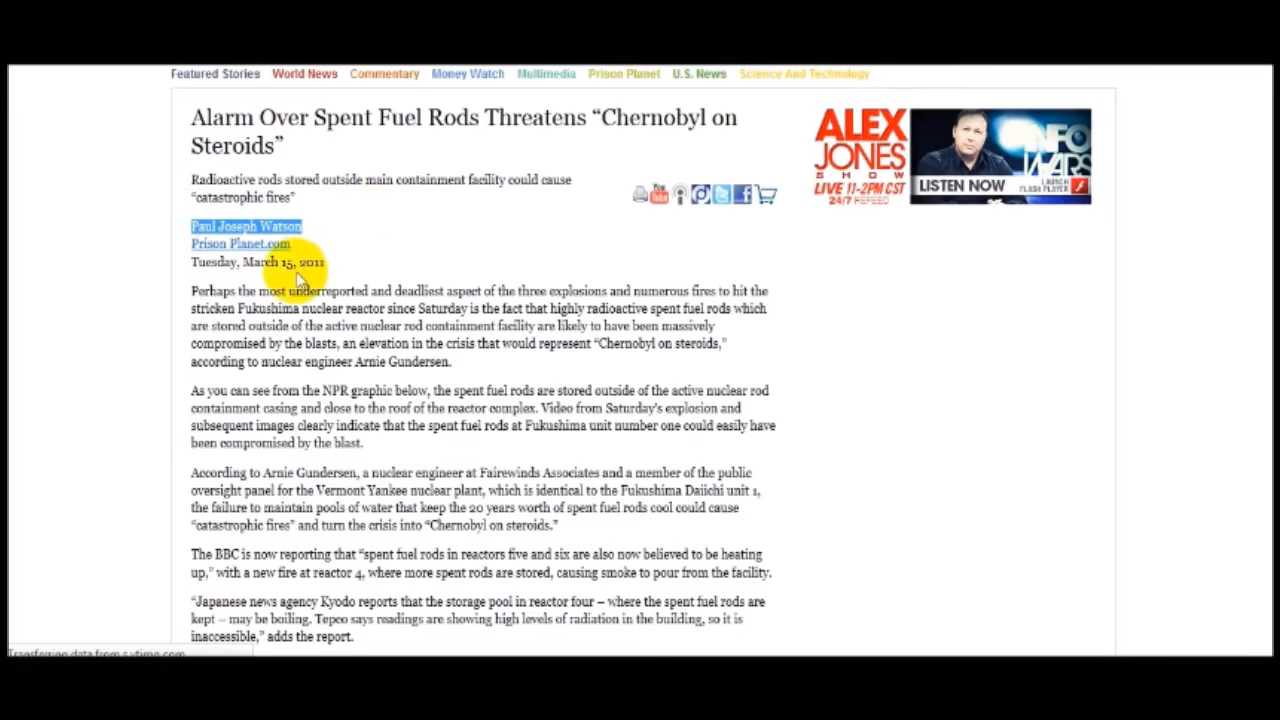 Featured Stories World News Commentary Money Watch Multimedia Prison Planet U.S. News Science And Technology
Alarm Over Spent Fuel Rods Threatens “Chernobyl on
Steroids”
Radioactive rods stored outside main containment facility could cause
“catastrophic fires”
Paul Joseph Watson
Prison Planet.com
Tuesday, March 15, 2011
Perhaps the most underreported and deadliest aspect of the three explosions and numerous fires to hit the
stricken Fukushima nuclear reactor since Saturday is the fact that highly radioactive spent fuel rods which
are stored outside of the active nuclear rod containment facility are likely to have been massively
compromised by the blasts, an elevation in the crisis that would represent “Chernobyl on steroids,”
according to nuclear engineer Arnie Gundersen.
As you can see from the NPR graphic below, the spent fuel rods are stored outside of the active nuclear rod
containment casing and close to the roof of the reactor complex. Video from Saturday’s explosion and
subsequent images clearly indicate that the spent fuel rods at Fukushima unit number one could easily have
been compromised by the blast.
According to Arnie Gundersen, a nuclear engineer at Fairewinds Associates and a member of the public
oversight panel for the Vermont Yankee nuclear plant, which is identical to the Fukushima Daiichi unit 1,
the failure to maintain pools of water that keep the 20 years worth of spent fuel rods cool could cause
“catastrophic fires” and turn the crisis into “Chernobyl on steroids.”
The BBC is now reporting that “spent fuel rods in reactors five and six are also now believed to be heating
up,” with a new fire at reactor 4, where more spent rods are stored, causing smoke to pour from the facility.
“Japanese news agency Kyodo reports that the storage pool in reactor four – where the spent fuel rods are
kept – may be boiling. Tepco says readings are showing high levels of radiation in the building, so it is
inaccessible,” adds the report.
ALEX
JONES
SHOW
LIVE 11-2PM CST
24/7 REFEED
INFO
WARS
LISTEN NOW
LAUNCH
FLASH PLAYER
You
Tube
Transferring data from s.ytimg.com